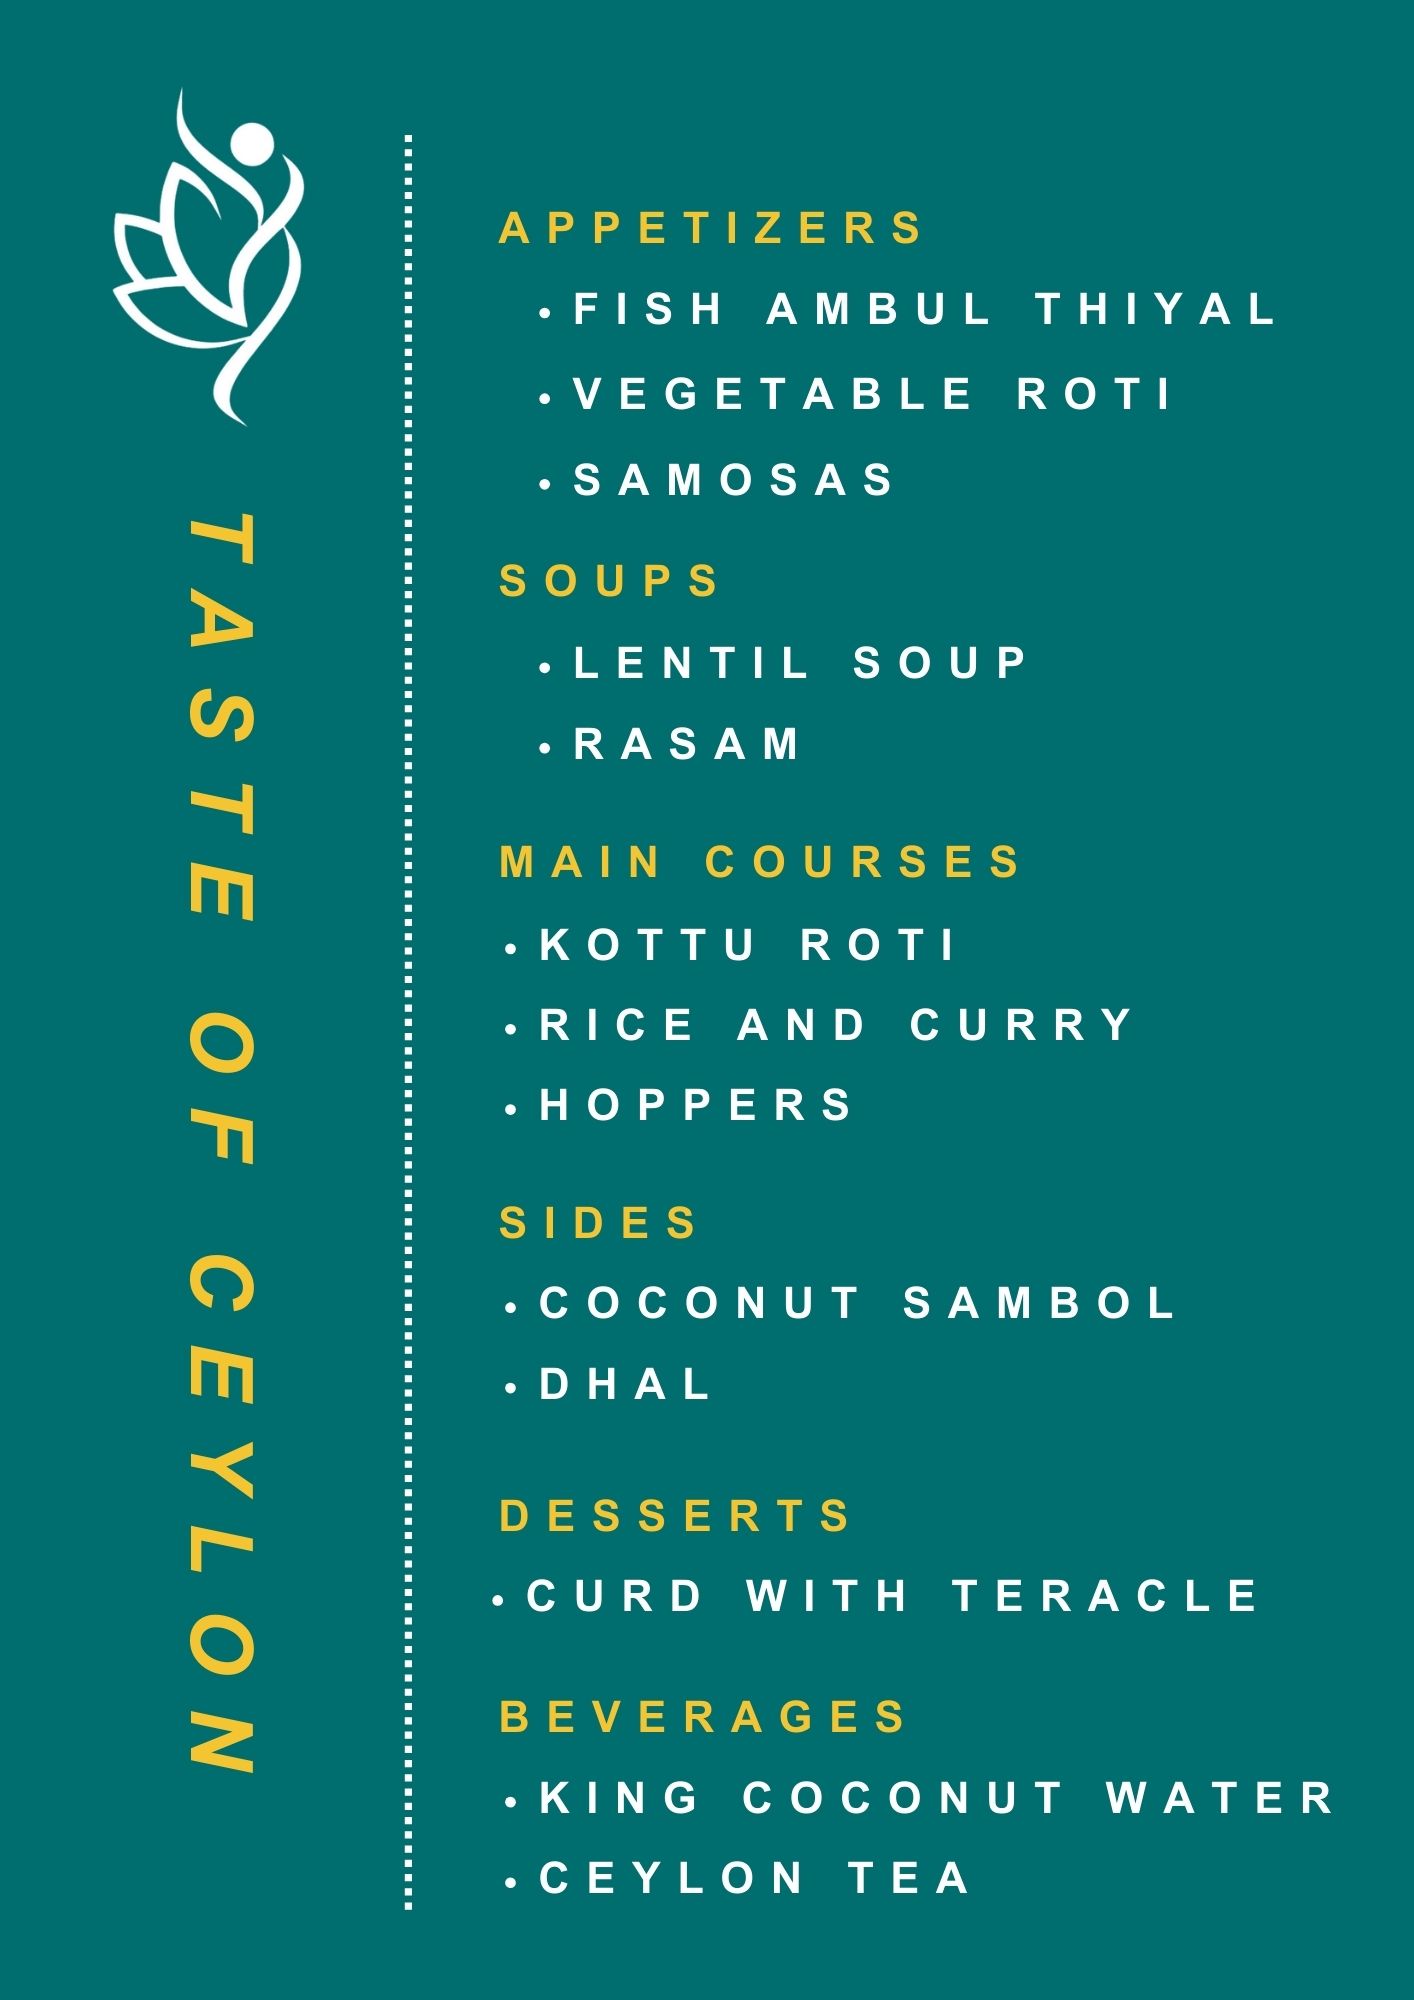 TASTE OF CEYLON
APPETIZERS
• FISH AMBUL THIYAL
• VEGETABLE ROTI
• SAMOSAS
SOUPS
• LENTIL SOUP
• RASAM
MAIN COURSES
• KOTTU ROTI
• RICE AND CURRY
• HOPPERS
SIDES
• COCONUT SAMBOL
• DHAL
DESSERTS
• CURD WITH TERACLE
BEVERAGES
• KING COCONUT WATER
• CEYLON TEA